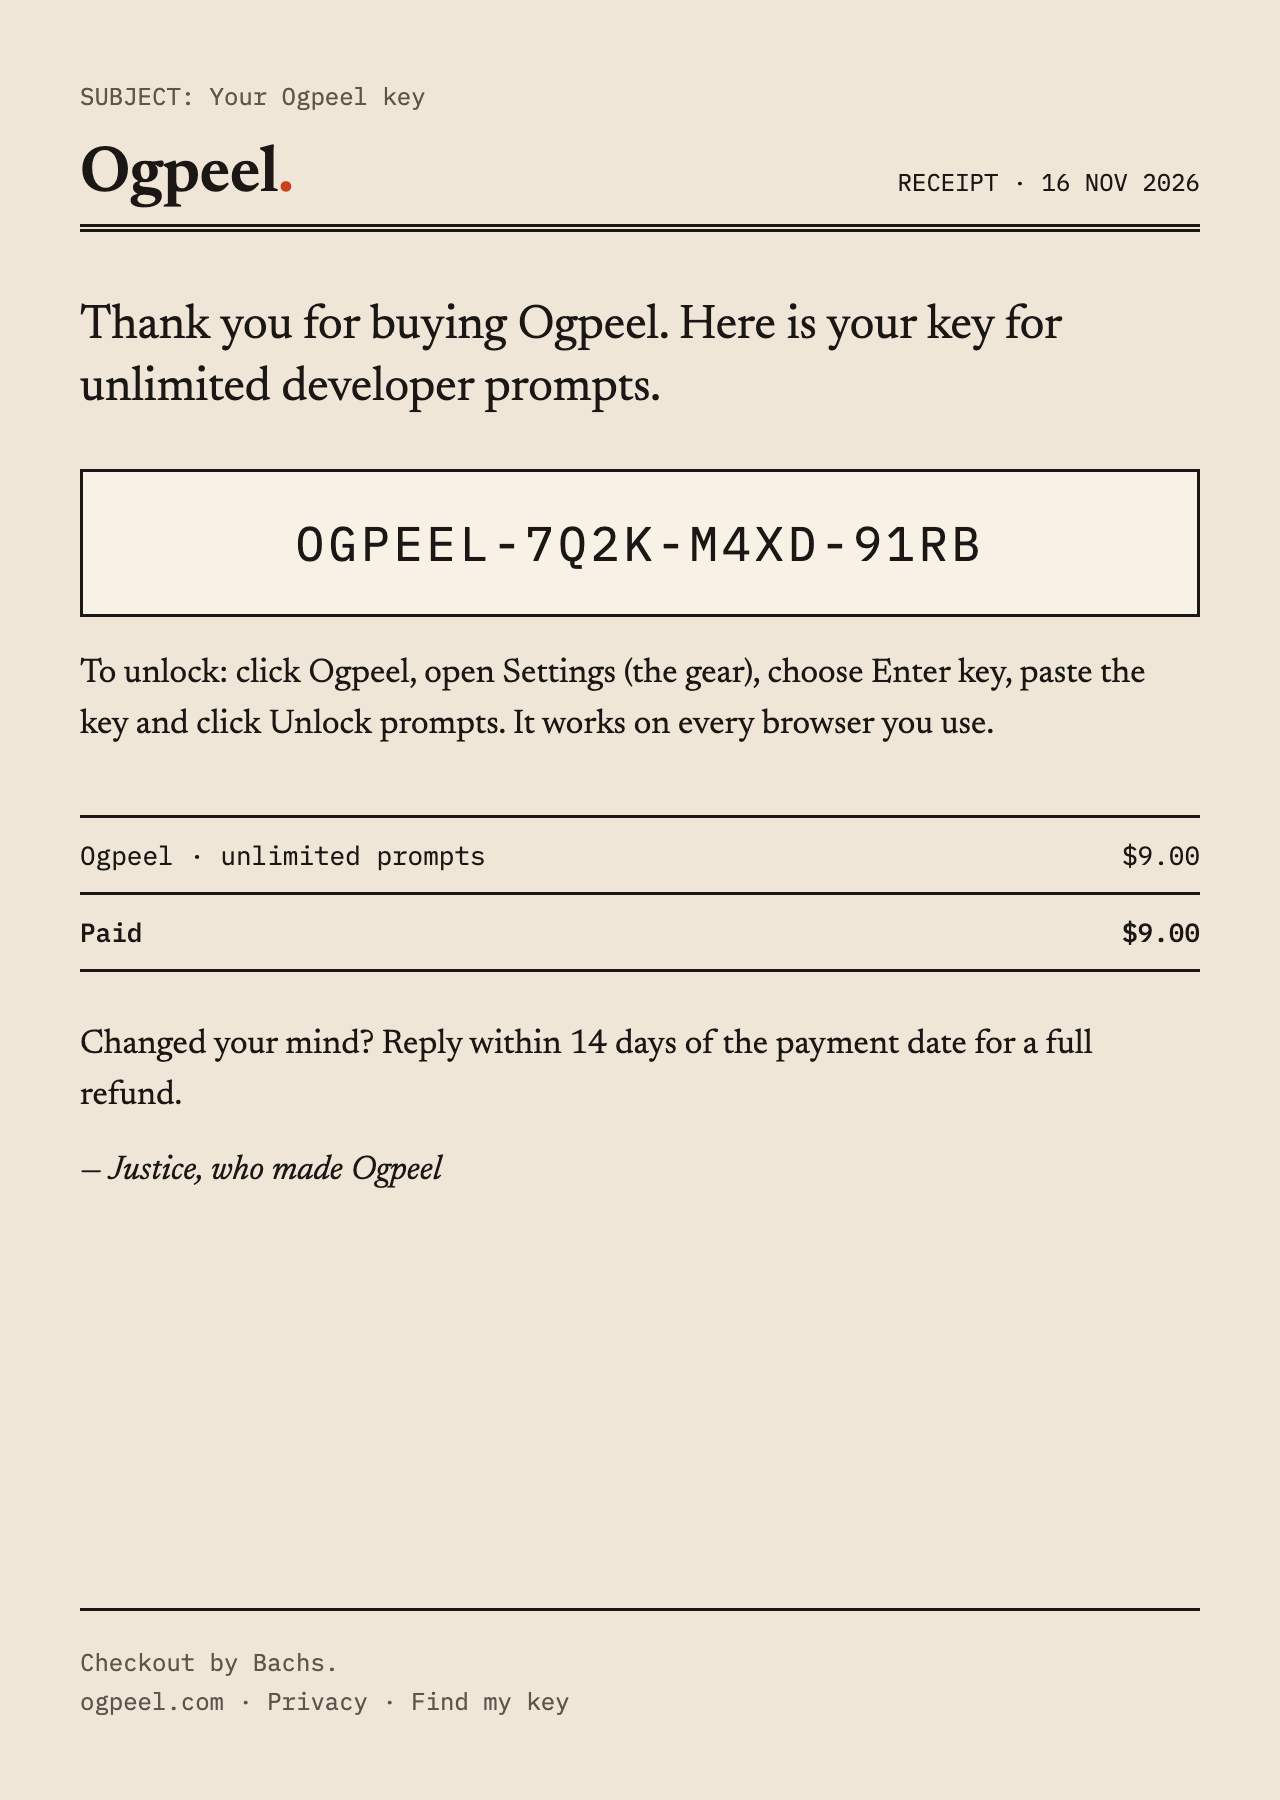 SUBJECT: Your Ogpeel key
Ogpeel.
RECEIPT · 16 NOV 2026
Thank you for buying Ogpeel. Here is your key for
unlimited developer prompts.
OGPEEL-7Q2K-M4XD-91RB
To unlock: click Ogpeel, open Settings (the gear), choose Enter key, paste the
key and click Unlock prompts. It works on every browser you use.
Ogpeel · unlimited prompts $9.00
Paid $9.00
Changed your mind? Reply within 14 days of the payment date for a full
refund.
– Justice, who made Ogpeel
Checkout by Bachs.
ogpeel.com · Privacy · Find my key